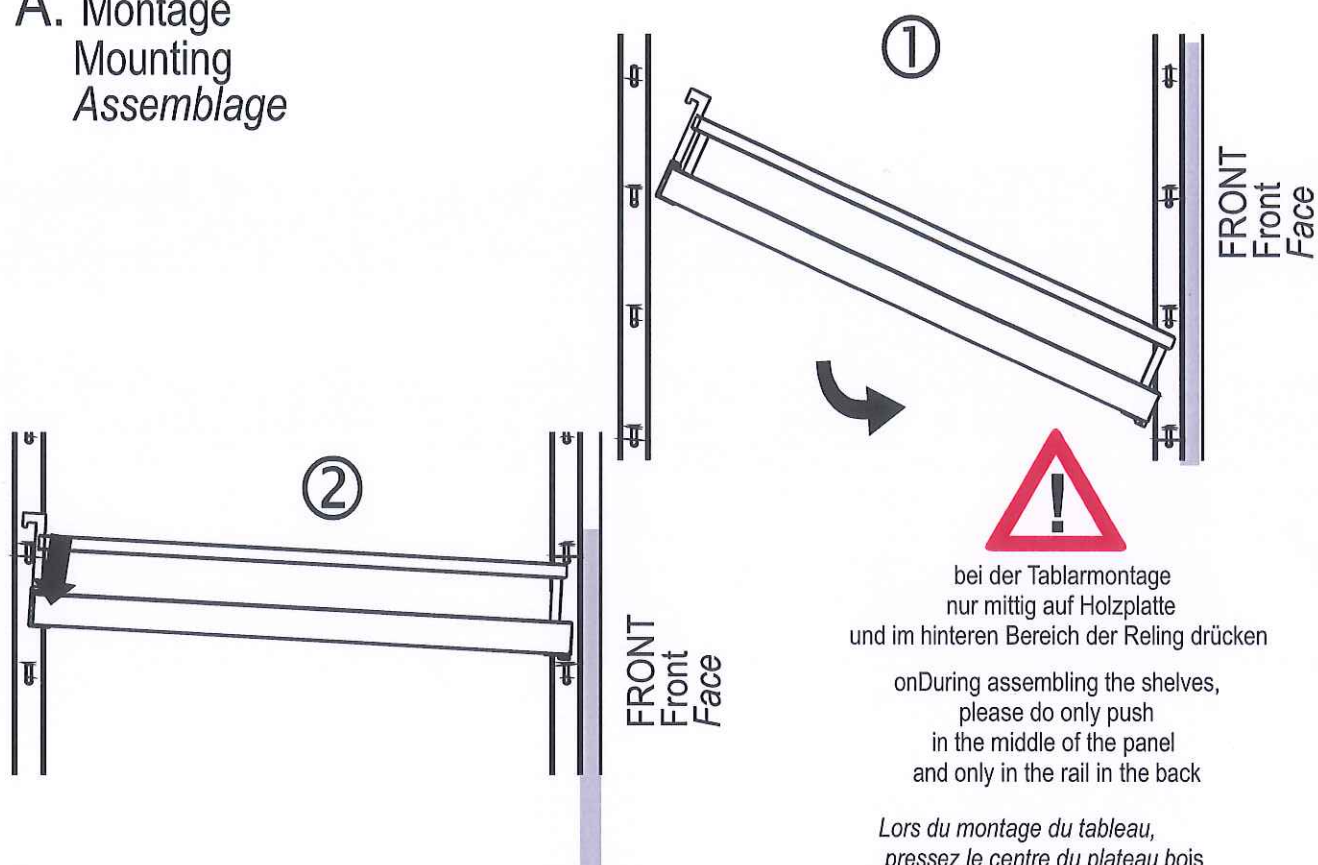 A. Montage
Mounting
Assemblage
①
FRONT
Front
Face
②
FRONT
Front
Face
!
bei der Tablarmontage
nur mittig auf Holzplatte
und im hinteren Bereich der Reling drücken
onDuring assembling the shelves,
please do only push
in the middle of the panel
and only in the rail in the back
Lors du montage du tableau,
pressez le centre du plateau bois